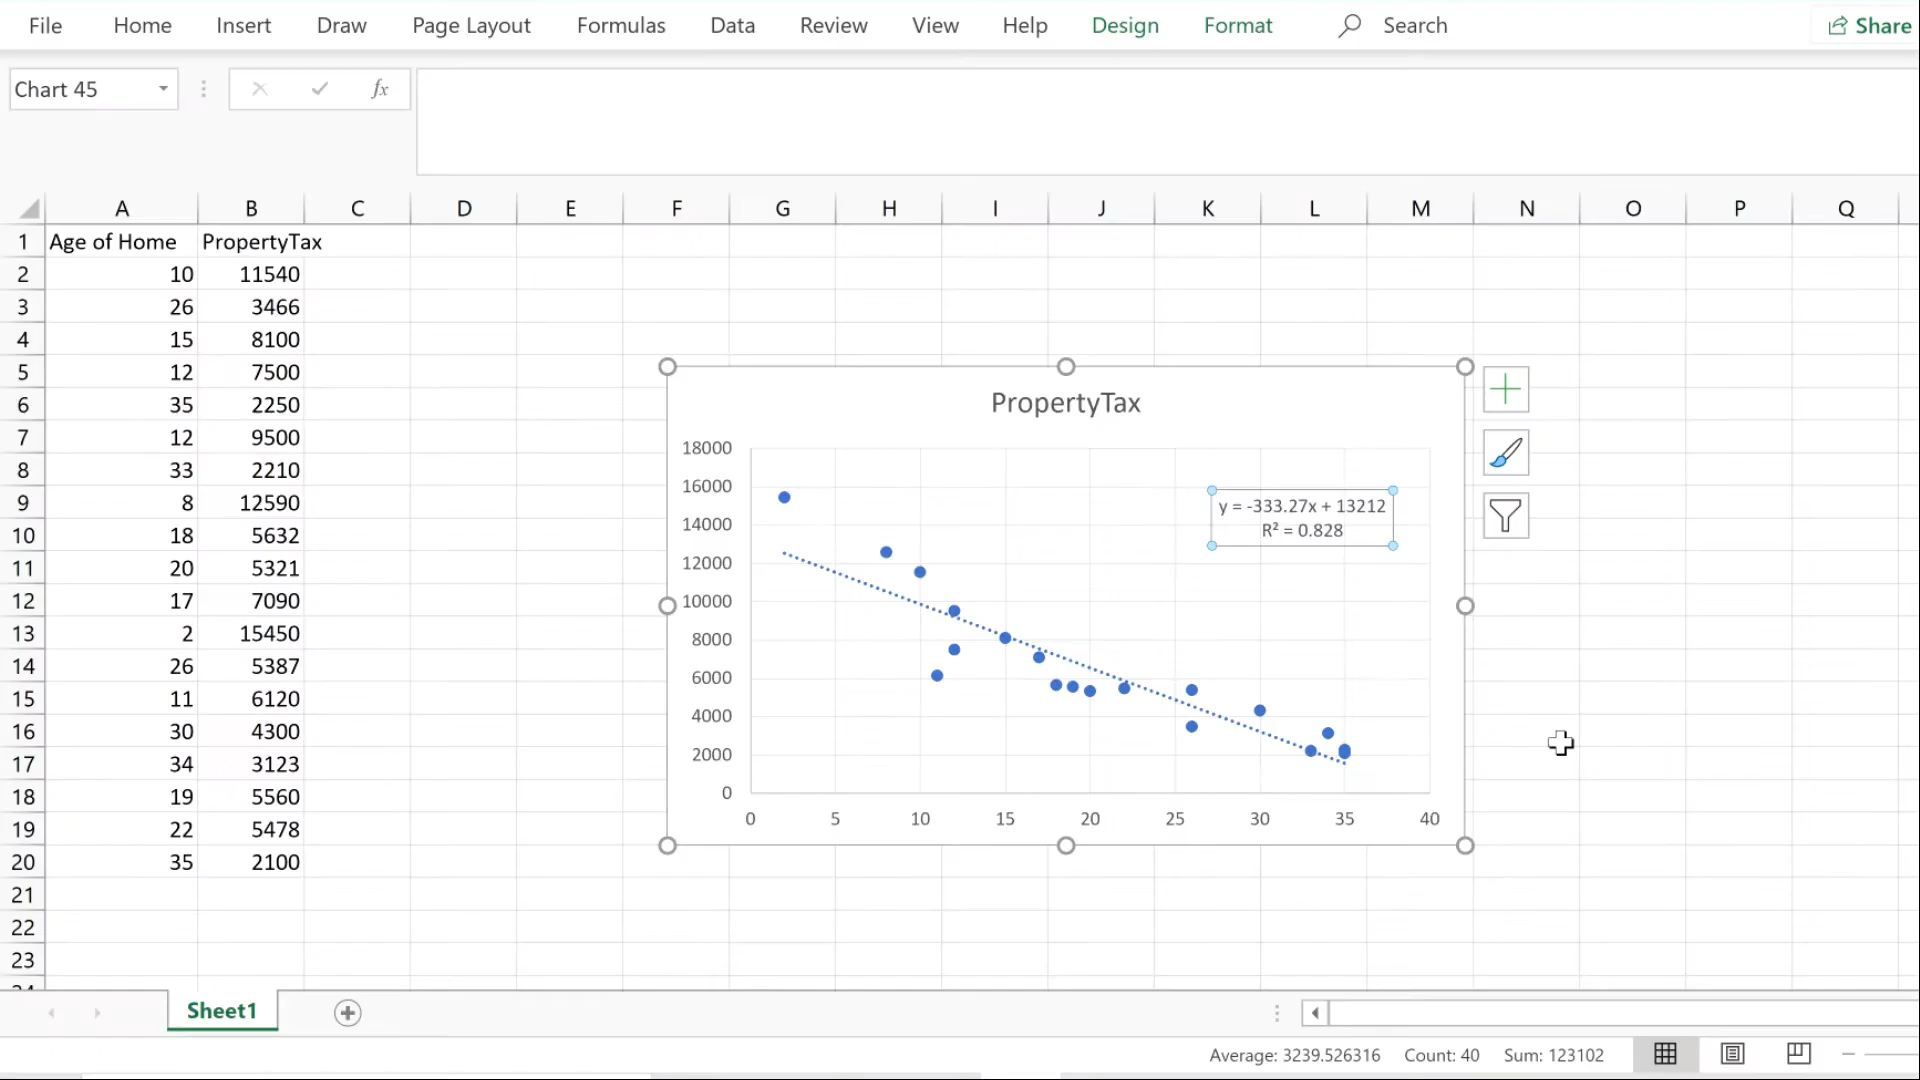 File Home Insert Draw Page Layout Formulas Data Review View Help Design Format Search Share
Chart 45 fx
A B C D E F G H I J K L M N O P Q
1 Age of Home PropertyTax
2 10 11540
3 26 3466
4 15 8100
5 12 7500
6 35 2250
7 12 9500
8 33 2210
9 8 12590
10 18 5632
11 20 5321
12 17 7090
13 2 15450
14 26 5387
15 11 6120
16 30 4300
17 34 3123
18 19 5560
19 22 5478
20 35 2100
21
22
23
PropertyTax
18000
16000
14000
12000
10000
8000
6000
4000
2000
0
0 5 10 15 20 25 30 35 40
y = -333.27x + 13212
R² = 0.828
Sheet1
Average: 3239.526316 Count: 40 Sum: 123102